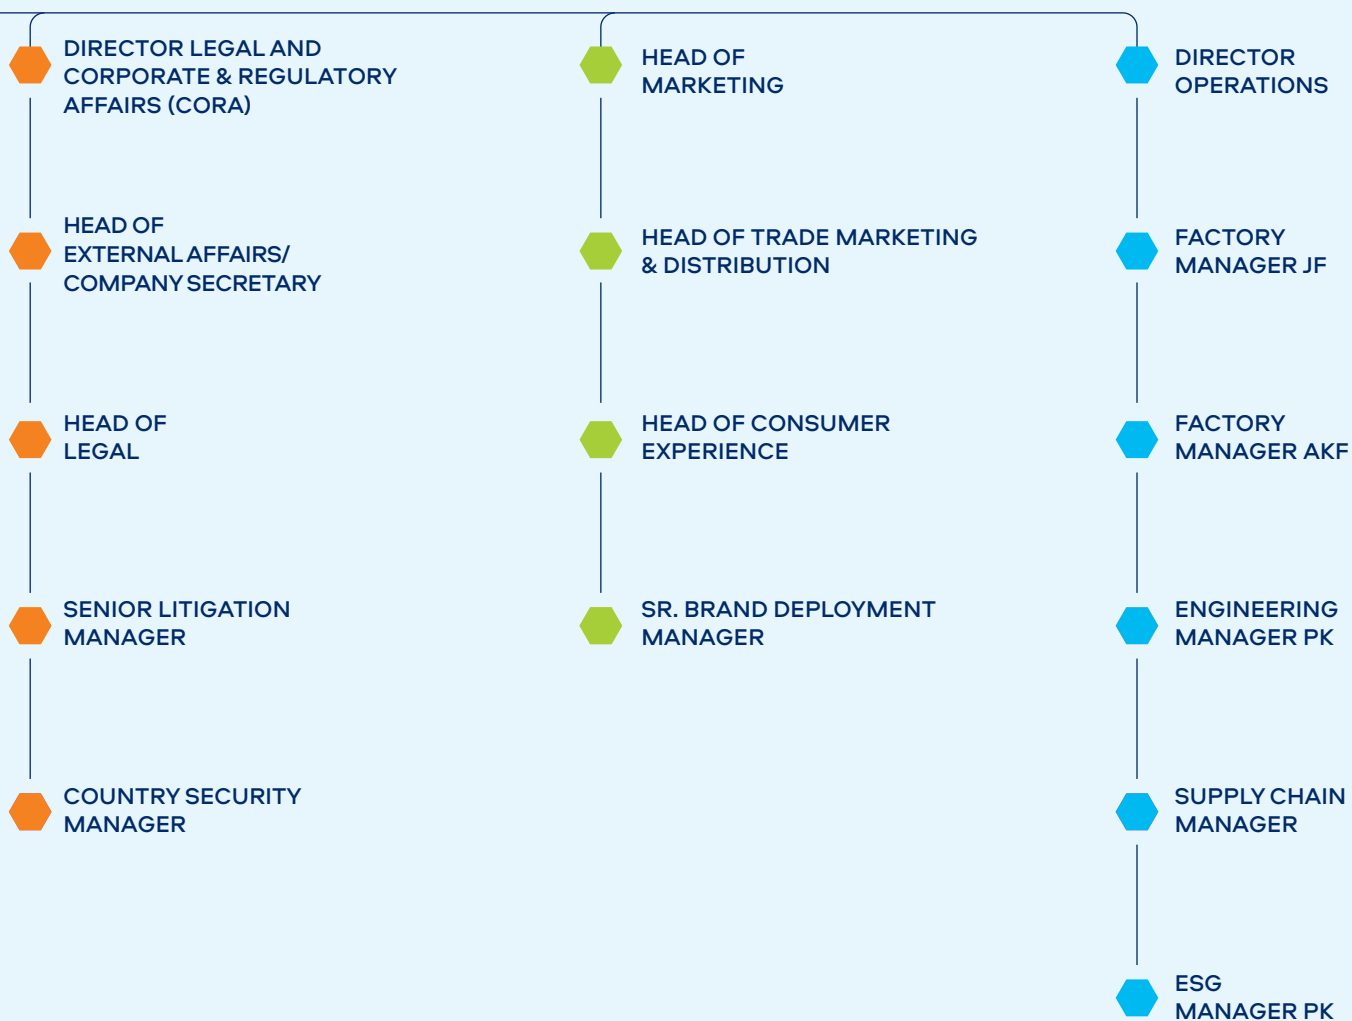 DIRECTOR LEGAL AND
CORPORATE & REGULATORY
AFFAIRS (CORA)
HEAD OF
EXTERNAL AFFAIRS/
COMPANY SECRETARY
HEAD OF
LEGAL
SENIOR LITIGATION
MANAGER
COUNTRY SECURITY
MANAGER
HEAD OF
MARKETING
HEAD OF TRADE MARKETING
& DISTRIBUTION
HEAD OF CONSUMER
EXPERIENCE
SR. BRAND DEPLOYMENT
MANAGER
DIRECTOR
OPERATIONS
FACTORY
MANAGER JF
FACTORY
MANAGER AKF
ENGINEERING
MANAGER PK
SUPPLY CHAIN
MANAGER
ESG
MANAGER PK